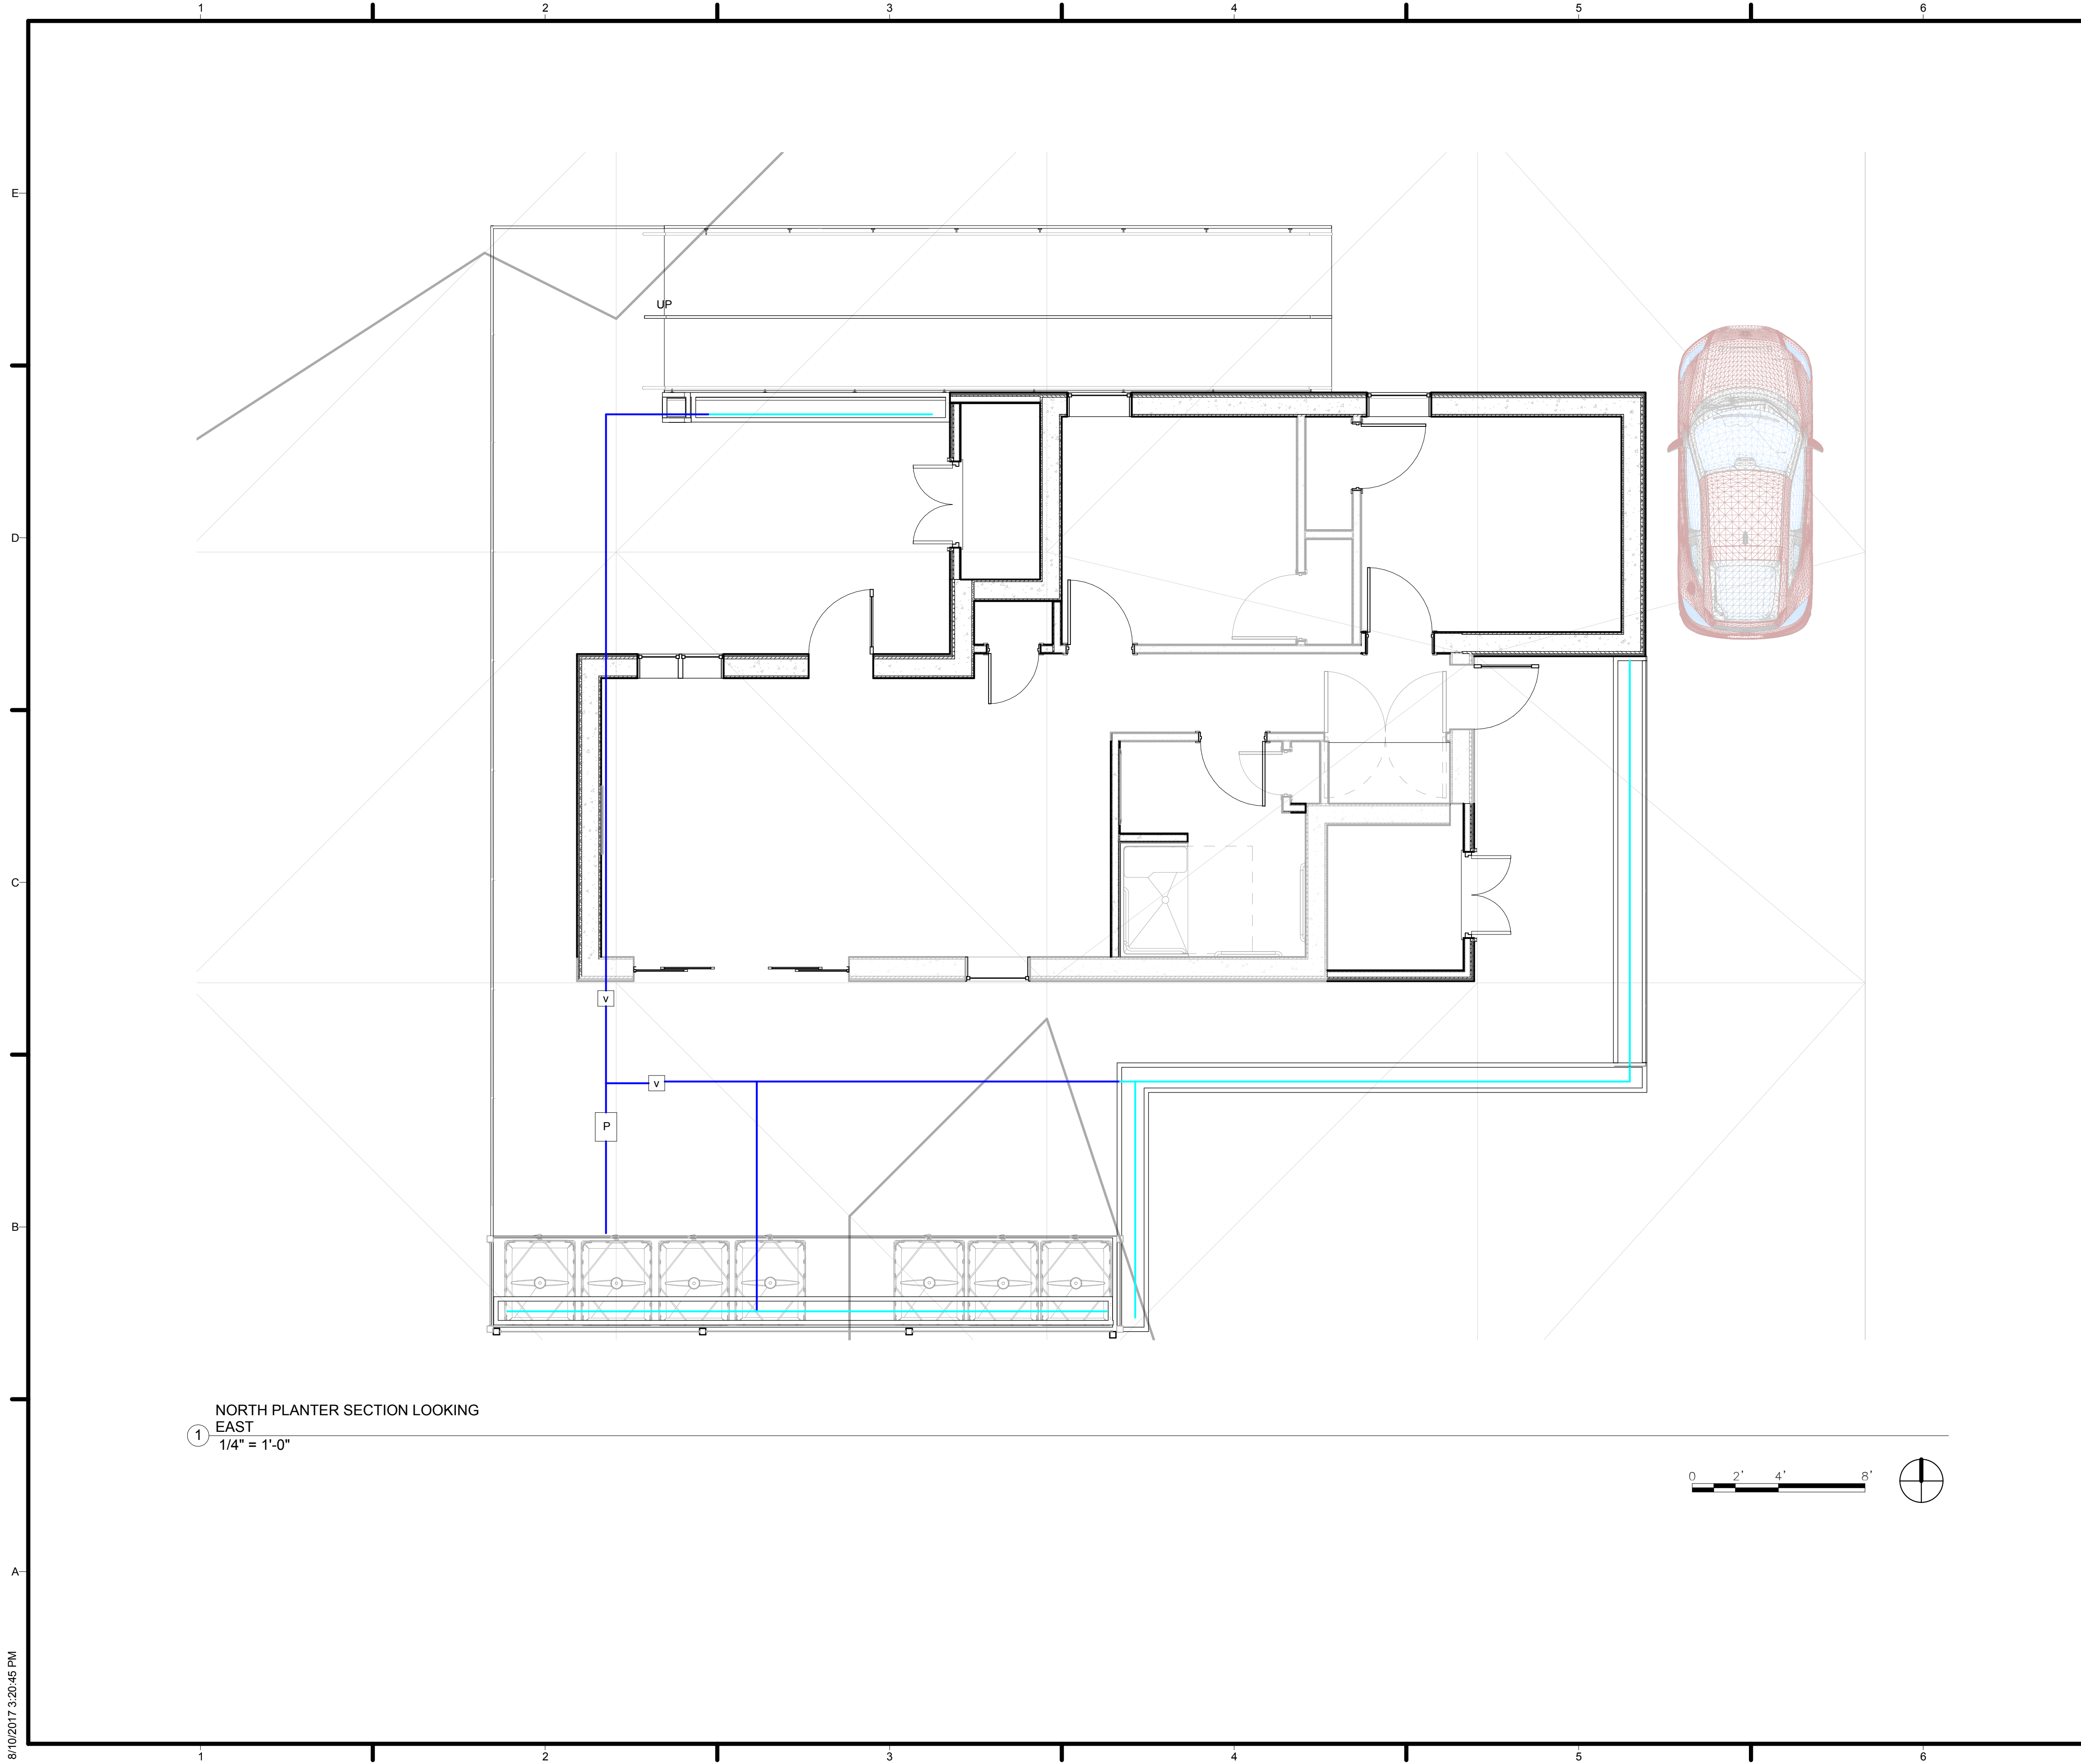 1 2 3 4 5 6
E
UP
D
C
v
v
P
B
NORTH PLANTER SECTION LOOKING
EAST
1
1/4" = 1'-0"
0 2' 4' 8'
A
8/10/2017 3:20:45 PM
1 2 3 4 5 6